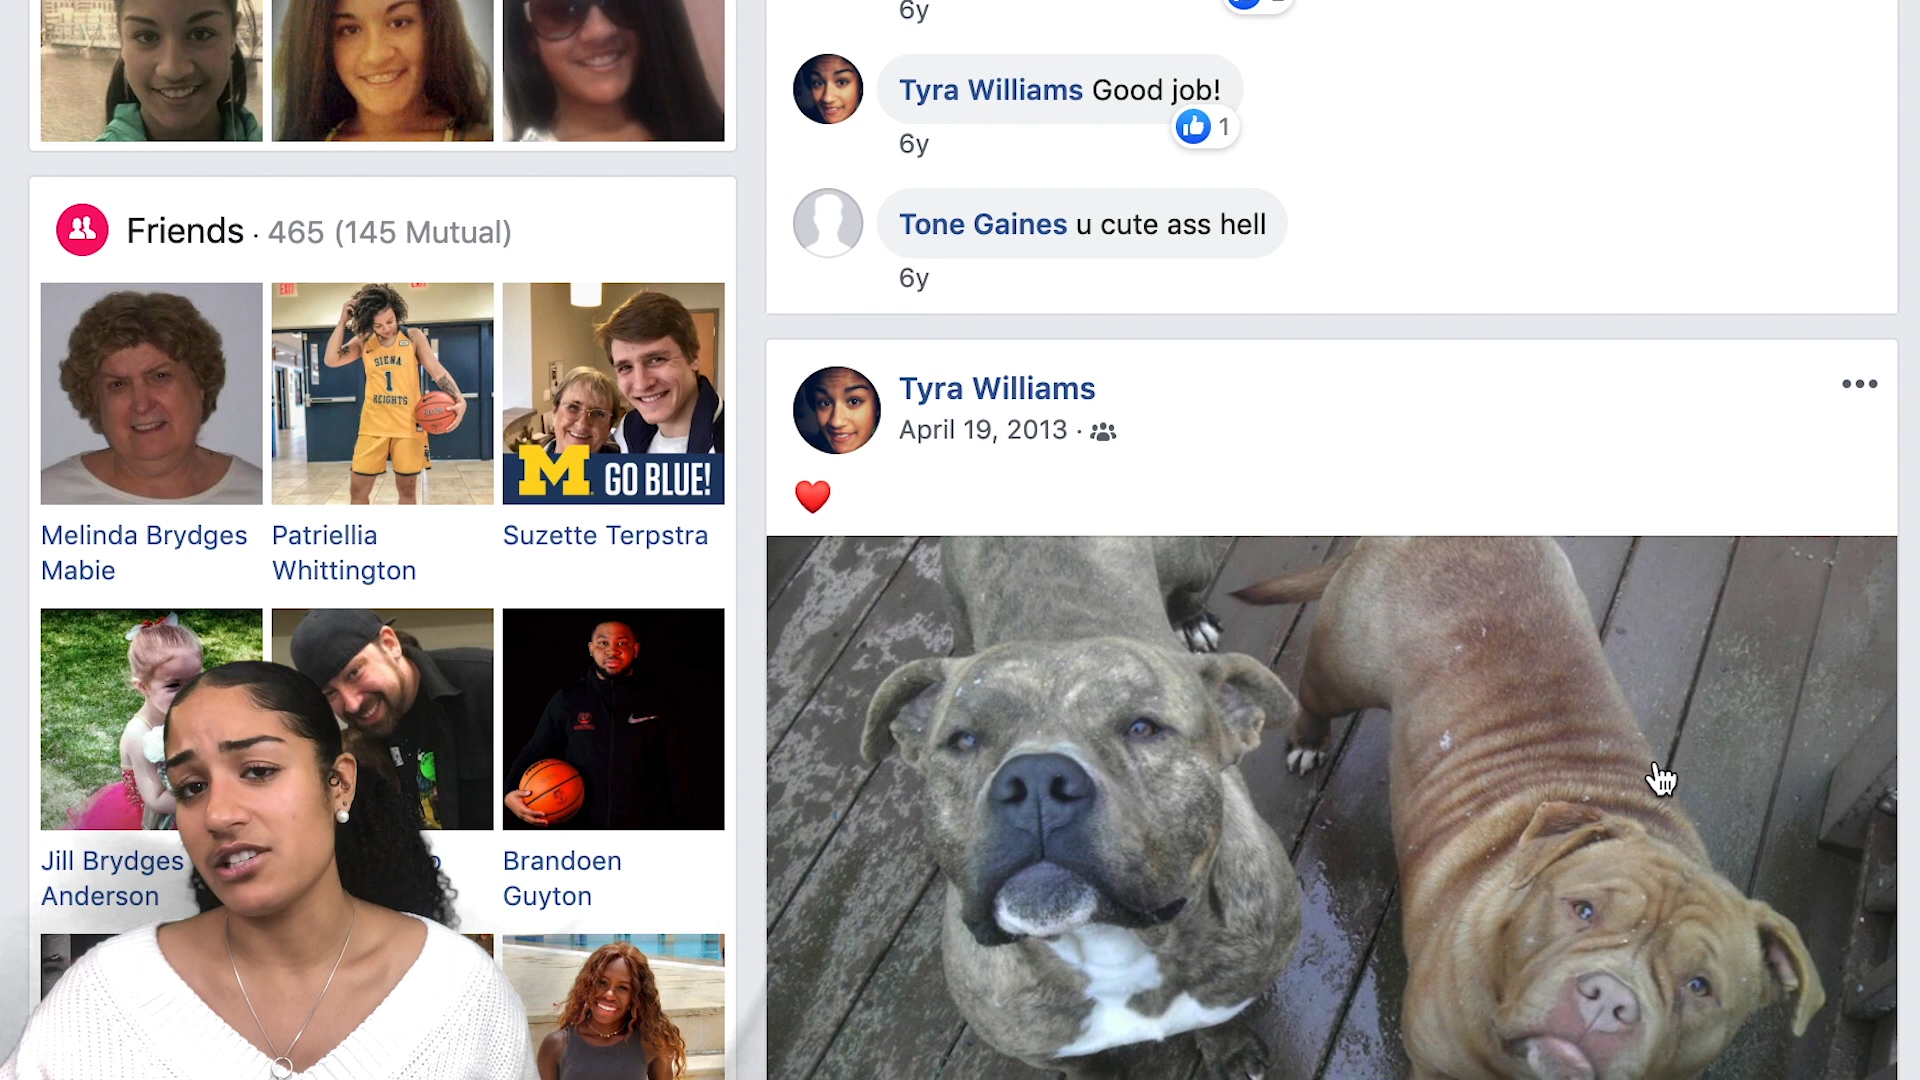 Friends · 465 (145 Mutual)
EXIT
SIENA
1
HEIGHTS
M GO BLUE!
Melinda Brydges
Mabie
Patriellia
Whittington
Suzette Terpstra
Jill Brydges
Anderson
Brandoen
Guyton
6y
Tyra Williams Good job!
1
6y
Tone Gaines u cute ass hell
6y
Tyra Williams
April 19, 2013 ·